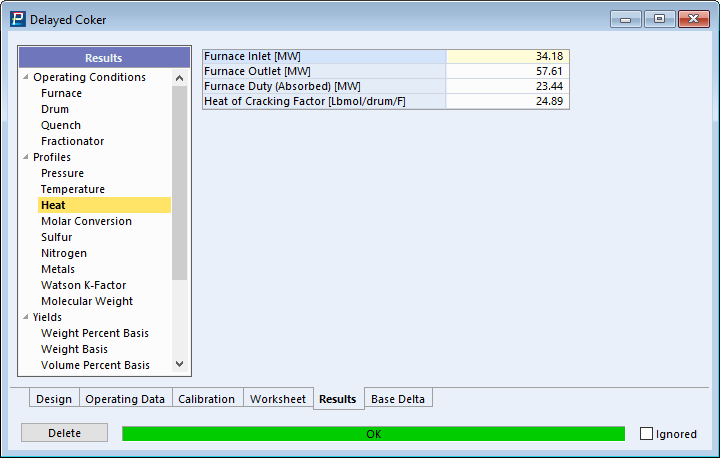 Delayed Coker
Results
Operating Conditions
Furnace
Drum
Quench
Fractionator
Profiles
Pressure
Temperature
Heat
Molar Conversion
Sulfur
Nitrogen
Metals
Watson K-Factor
Molecular Weight
Yields
Weight Percent Basis
Weight Basis
Volume Percent Basis
Furnace Inlet [MW] 34.18
Furnace Outlet [MW] 57.61
Furnace Duty (Absorbed) [MW] 23.44
Heat of Cracking Factor [Lbmol/drum/F] 24.89
Design Operating Data Calibration Worksheet Results Base Delta
Delete OK Ignored